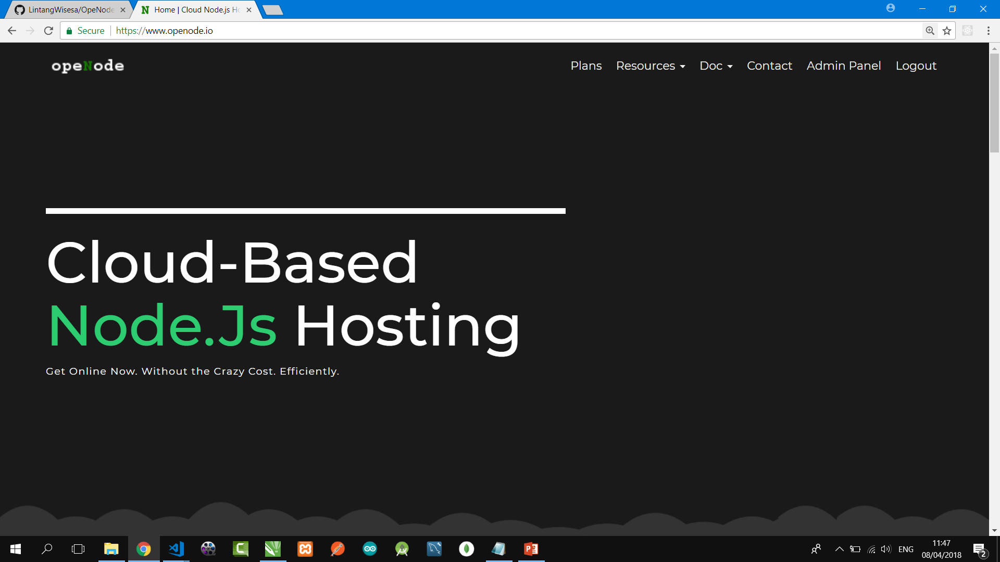 LintangWisesa/OpeNode
Home | Cloud Node.js Ho
Secure
https://www.openode.io
opeNode
Plans
Resources
Doc
Contact
Admin Panel
Logout
Cloud-Based
Node.Js Hosting
Get Online Now. Without the Crazy Cost. Efficiently.
ENG
11:47
08/04/2018
2